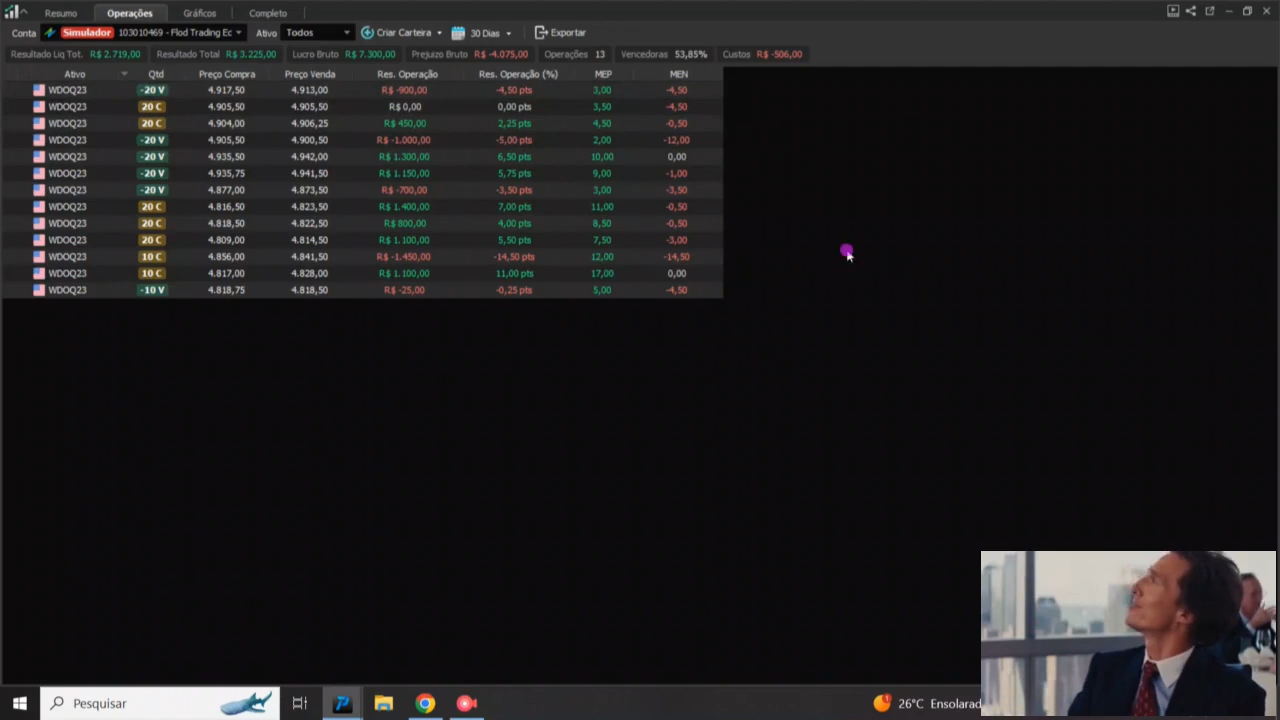 Resumo Operações Gráficos Completo
Conta Simulador 103010469 - Flod Trading Ec Ativo Todos Criar Carteira 30 Dias Exportar
Resultado Liq Tot. R$ 2.719,00 Resultado Total R$ 3.225,00 Lucro Bruto R$ 7.300,00 Prejuizo Bruto R$ -4.075,00 Operações 13 Vencedoras 53,85% Custos R$ -506,00
Ativo Qtd Preço Compra Preço Venda Res. Operação Res. Operação (%) MEP MEN
WDOQ23 -20 V 4.917,50 4.913,00 R$ -900,00 -4,50 pts 3,00 -4,50
WDOQ23 20 C 4.905,50 4.905,50 R$ 0,00 0,00 pts 3,50 -4,50
WDOQ23 20 C 4.904,00 4.906,25 R$ 450,00 2,25 pts 4,50 -0,50
WDOQ23 -20 V 4.905,50 4.900,50 R$ -1.000,00 -5,00 pts 2,00 -12,00
WDOQ23 -20 V 4.935,50 4.942,00 R$ 1.300,00 6,50 pts 10,00 0,00
WDOQ23 -20 V 4.935,75 4.941,50 R$ 1.150,00 5,75 pts 9,00 -1,00
WDOQ23 -20 V 4.877,00 4.873,50 R$ -700,00 -3,50 pts 3,00 -3,50
WDOQ23 20 C 4.816,50 4.823,50 R$ 1.400,00 7,00 pts 11,00 -0,50
WDOQ23 20 C 4.818,50 4.822,50 R$ 800,00 4,00 pts 8,50 -0,50
WDOQ23 20 C 4.809,00 4.814,50 R$ 1.100,00 5,50 pts 7,50 -3,00
WDOQ23 10 C 4.856,00 4.841,50 R$ -1.450,00 -14,50 pts 12,00 -14,50
WDOQ23 10 C 4.817,00 4.828,00 R$ 1.100,00 11,00 pts 17,00 0,00
WDOQ23 -10 V 4.818,75 4.818,50 R$ -25,00 -0,25 pts 5,00 -4,50
Pesquisar 1 26°C Ensolarad